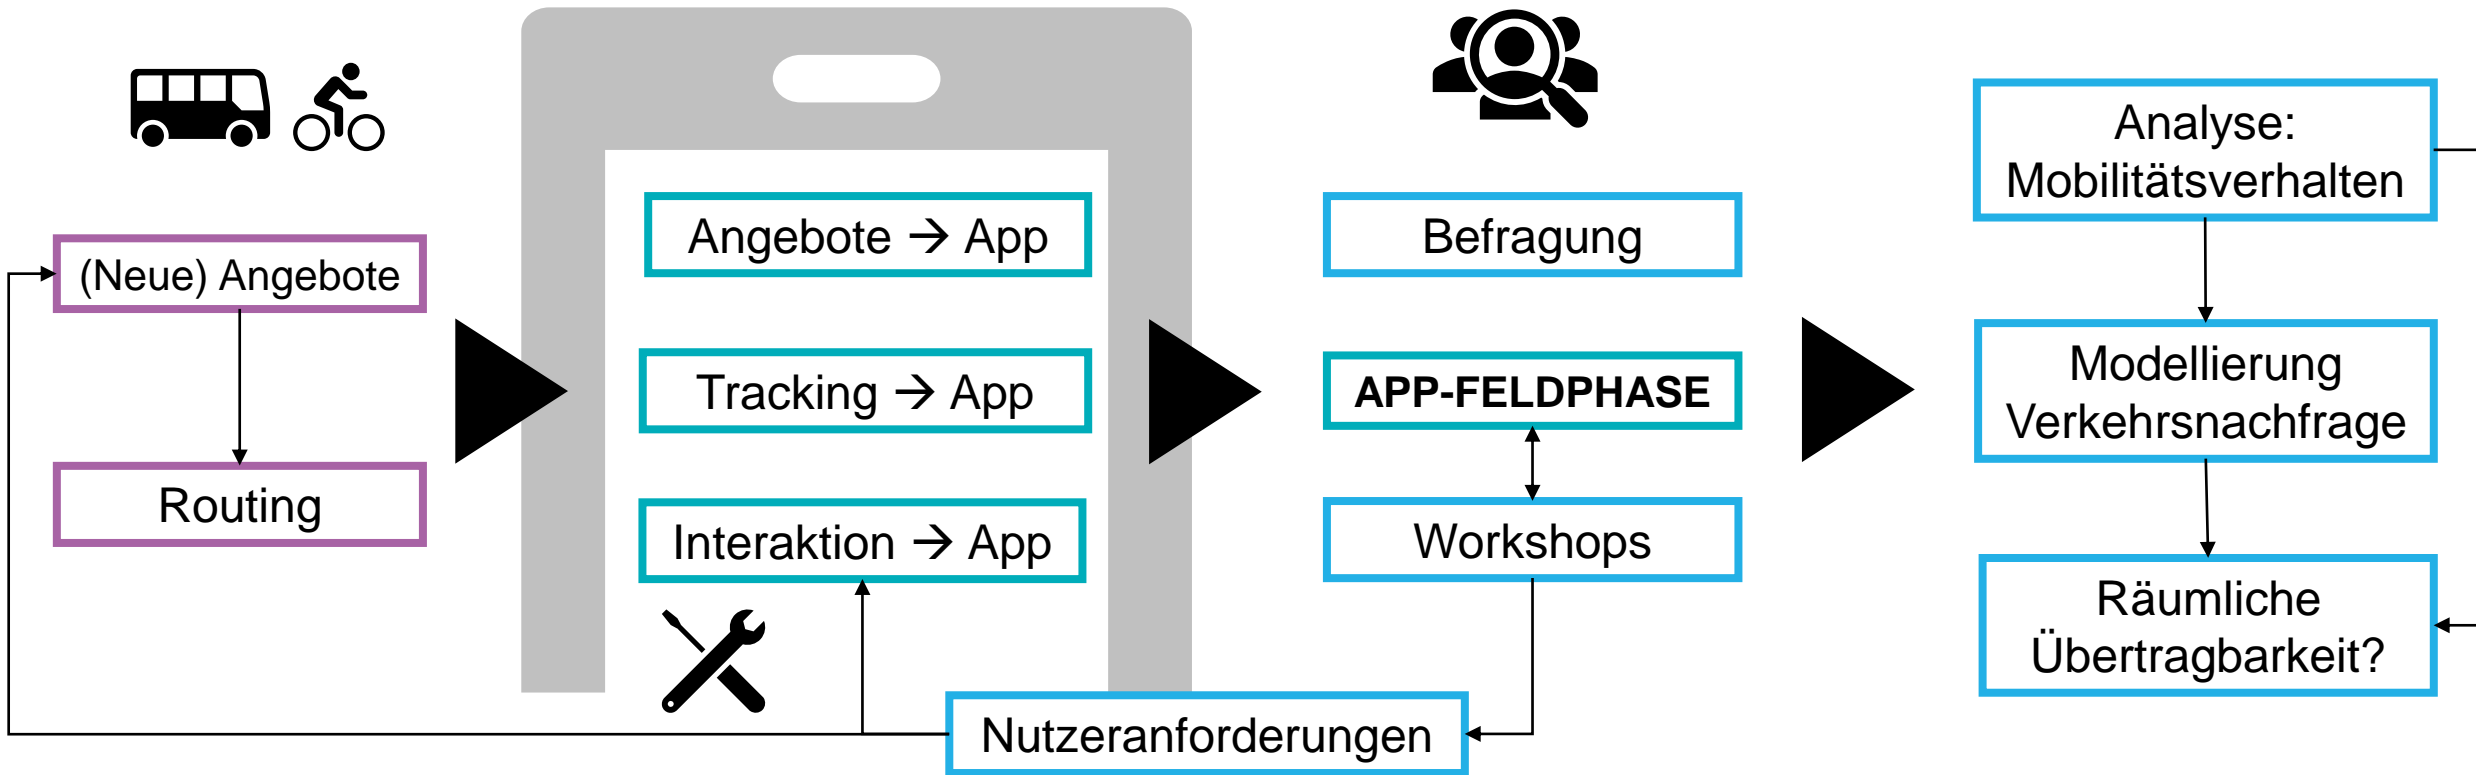 (Neue) Angebote
Routing
Angebote → App
Tracking → App
Interaktion → App
Befragung
APP-FELDPHASE
Workshops
Nutzeranforderungen
Analyse:
Mobilitätsverhalten
Modellierung
Verkehrsnachfrage
Räumliche
Übertragbarkeit?